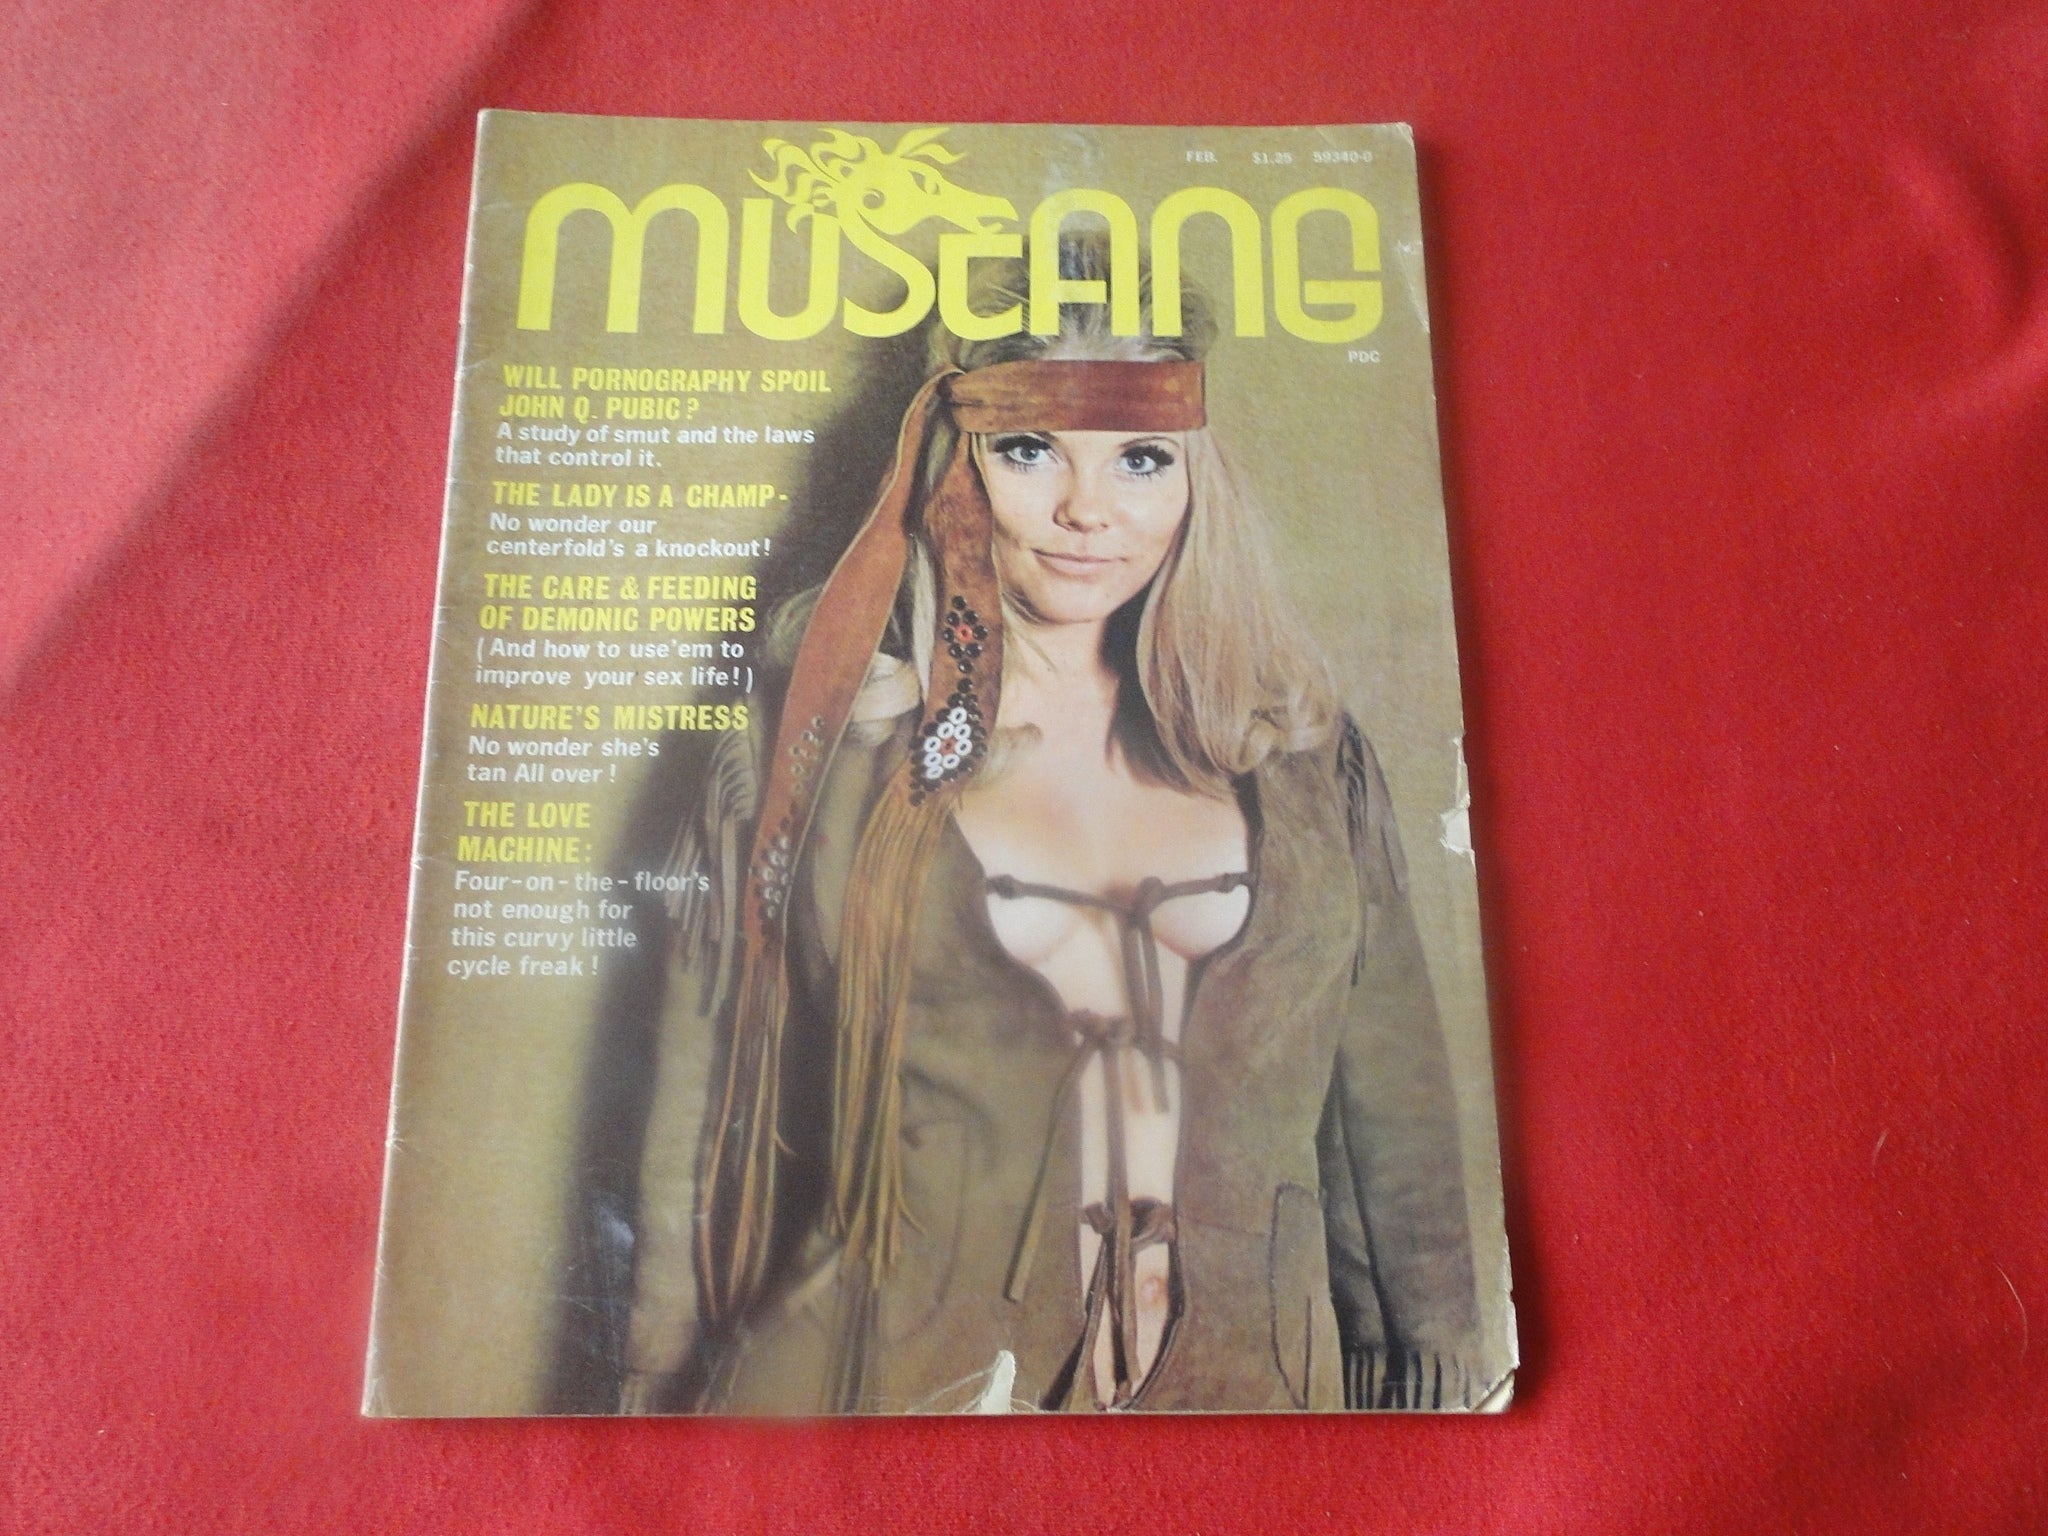 FEB. $1.25 59340-0
MUSTANG
PDC
WILL PORNOGRAPHY SPOIL
JOHN Q. PUBIC?
A study of smut and the laws
that control it.
THE LADY IS A CHAMP-
No wonder our
centerfold's a knockout!
THE CARE & FEEDING
OF DEMONIC POWERS
(And how to use'em to
improve your sex life!)
NATURE'S MISTRESS
No wonder she's
tan All over!
THE LOVE
MACHINE:
Four-on-the-floor's
not enough for
this curvy little
cycle freak!